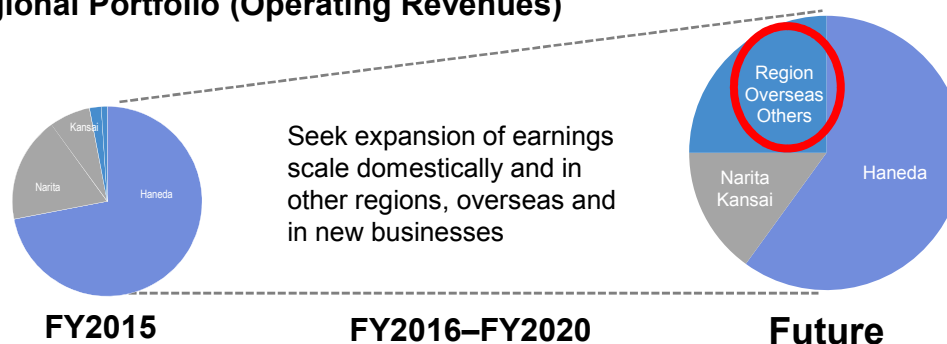 gional Portfolio (Operating Revenues)
Kansai
Narita
Haneda
Seek expansion of earnings
scale domestically and in
other regions, overseas and
in new businesses
Region
Overseas
Others
Narita
Kansai
Haneda
FY2015
FY2016–FY2020
Future